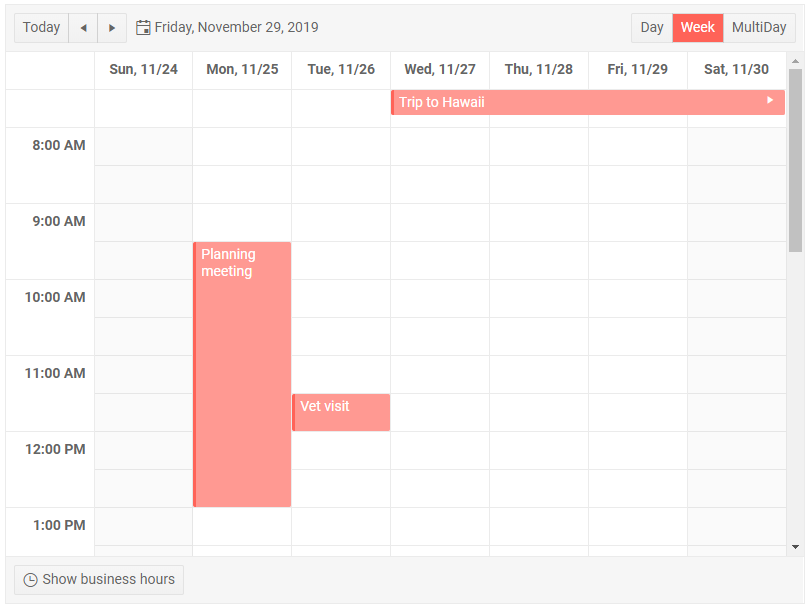 Today Friday, November 29, 2019 Day Week MultiDay
Sun, 11/24 Mon, 11/25 Tue, 11/26 Wed, 11/27 Thu, 11/28 Fri, 11/29 Sat, 11/30
Trip to Hawaii
8:00 AM
9:00 AM
Planning
meeting
10:00 AM
11:00 AM
Vet visit
12:00 PM
1:00 PM
Show business hours